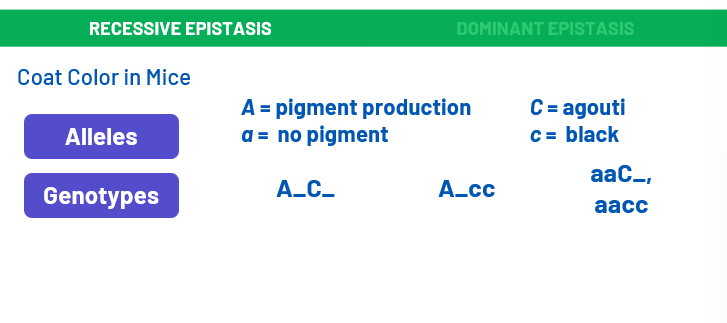 RECESSIVE EPISTASIS
DOMINANT EPISTASIS
Coat Color in Mice
Alleles
A = pigment production
a = no pigment
C = agouti
c = black
Genotypes
A_C_
A_cc
aaC_,
aacc